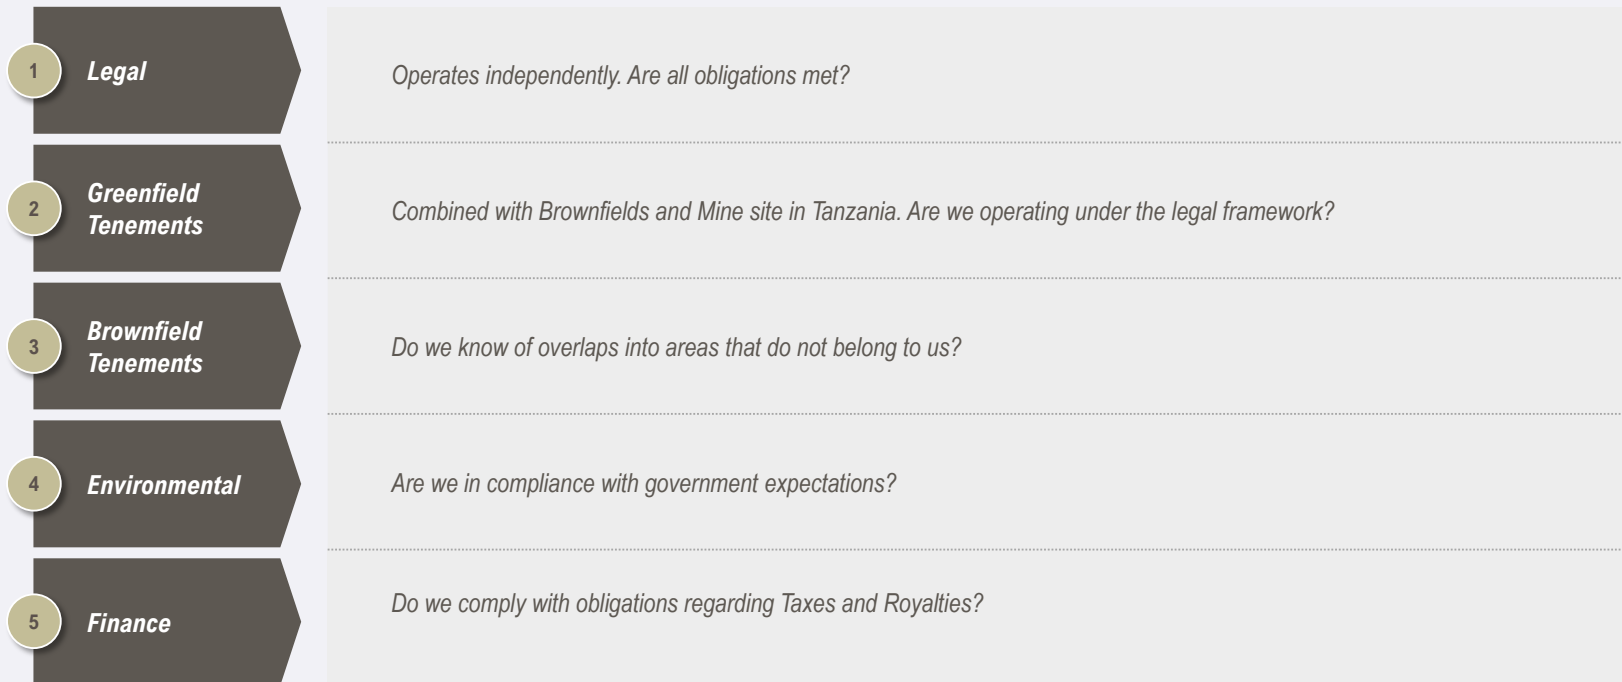 1
Legal
Operates independently. Are all obligations met?
2
Greenfield
Tenements
Combined with Brownfields and Mine site in Tanzania. Are we operating under the legal framework?
3
Brownfield
Tenements
Do we know of overlaps into areas that do not belong to us?
4
Environmental
Are we in compliance with government expectations?
5
Finance
Do we comply with obligations regarding Taxes and Royalties?